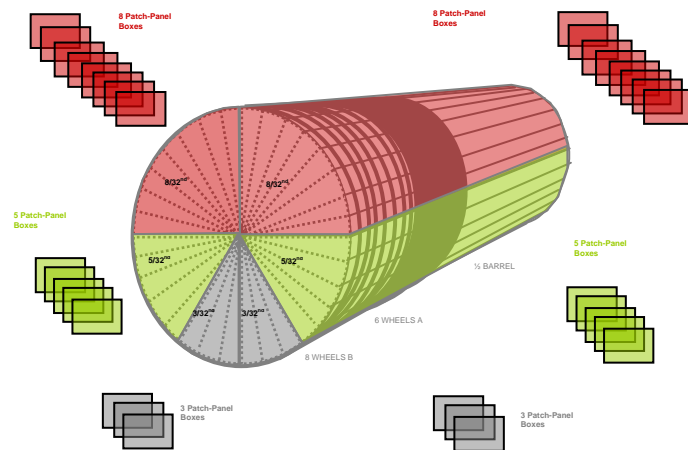 8 Patch-Panel
Boxes
8 Patch-Panel
Boxes
8/32nd
8/32nd
5 Patch-Panel
Boxes
5/32nd
5/32nd
5 Patch-Panel
Boxes
½ BARREL
3/32nd
3/32nd
6 WHEELS A
8 WHEELS B
3 Patch-Panel
Boxes
3 Patch-Panel
Boxes